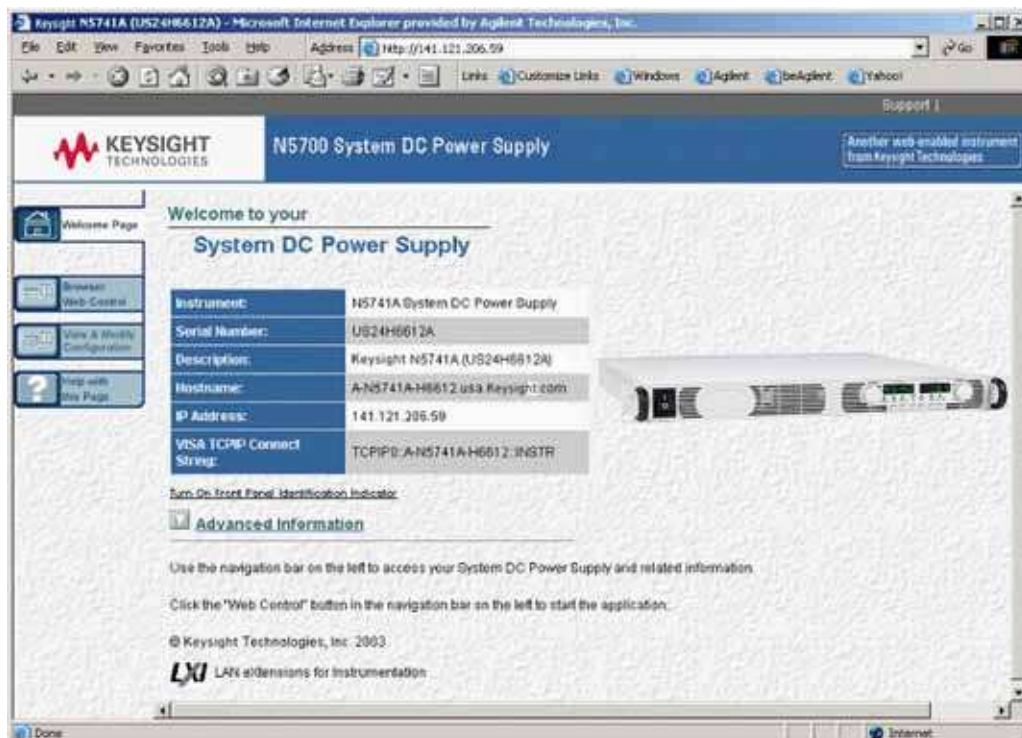 Keysight N5741A (US24H6612A) - Microsoft Internet Explorer provided by Agilent Technologies, Inc.
File Edit View Favorites Tools Help Address http://141.121.206.59 Go
Links Customize Links Windows Agilent beAgilent Yahoo!
Support |
KEYSIGHT
TECHNOLOGIES
N5700 System DC Power Supply
Another web-enabled instrument
from Keysight Technologies
Welcome Page
Browser
Web Control
View & Modify
Configuration
Help with
this Page
Welcome to your
System DC Power Supply
Instrument: N5741A System DC Power Supply
Serial Number: US24H6612A
Description: Keysight N5741A (US24H6612A)
Hostname: A-N5741A-H6612.usa.Keysight.com
IP Address: 141.121.206.59
VISA TCPIP Connect
String: TCPIP0::A-N5741A-H6612::INSTR
Turn On Front Panel Identification Indicator
Advanced Information
Use the navigation bar on the left to access your System DC Power Supply and related information.
Click the "Web Control" button in the navigation bar on the left to start the application.
© Keysight Technologies, Inc. 2003
LXI LAN eXtensions for Instrumentation
Done Internet